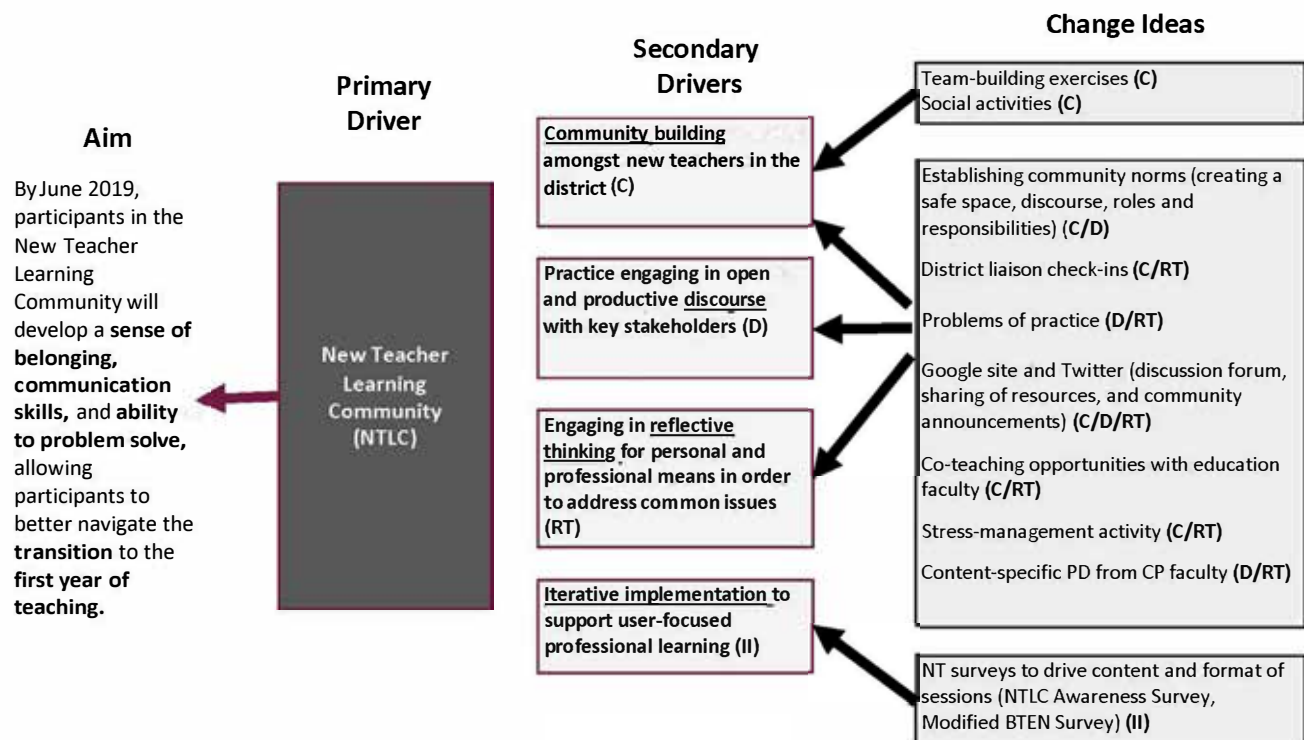 Aim
By June 2019,
participants in the
New Teacher
Learning
Community will
develop a sense of
belonging,
communication
skills, and ability
to problem solve,
allowing
participants to
better navigate the
transition to the
first year of
teaching.
Primary
Driver
New Teacher
Learning
Community
(NTLC)
Secondary
Drivers
Community building
amongst new teachers in the
district (C)
Practice engaging in open
and productive discourse
with key stakeholders (D)
Engaging in reflective
thinking for personal and
professional means in order
to address common issues
(RT)
Iterative implementation to
support user-focused
professional learning (II)
Change Ideas
Team-building exercises (C)
Social activities (C)
Establishing community norms (creating a
safe space, discourse, roles and
responsibilities) (C/D)
District liaison check-ins (C/RT)
Problems of practice (D/RT)
Google site and Twitter (discussion forum,
sharing of resources, and community
announcements) (C/D/RT)
Co-teaching opportunities with education
faculty (C/RT)
Stress-management activity (C/RT)
Content-specific PD from CP faculty (D/RT)
NT surveys to drive content and format of
sessions (NTLC Awareness Survey,
Modified BTEN Survey) (II)